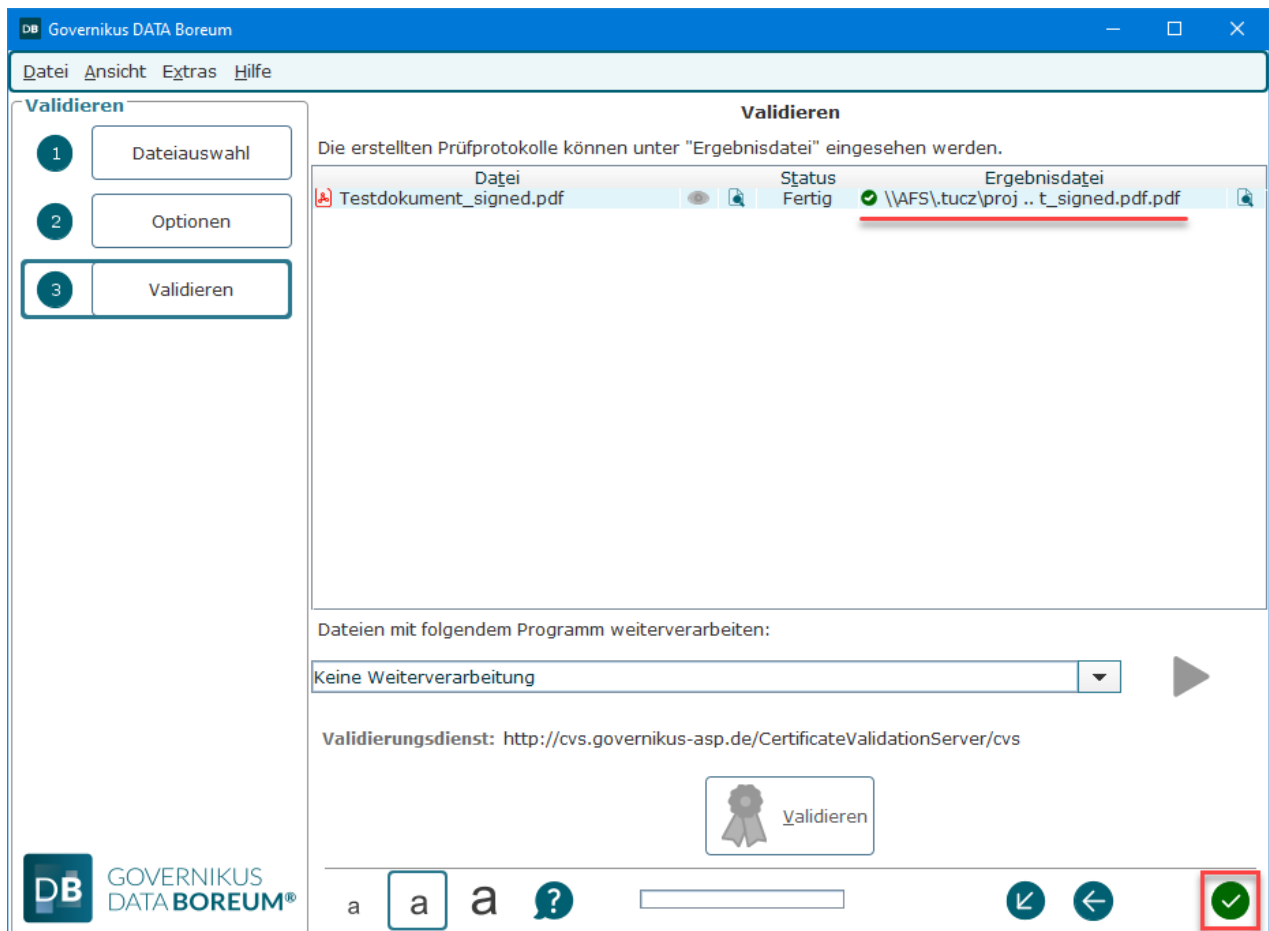 DB Governikus DATA Boreum
Datei Ansicht Extras Hilfe
Validieren
1 Dateiauswahl
2 Optionen
3 Validieren
Validieren
Die erstellten Prüfprotokolle können unter "Ergebnisdatei" eingesehen werden.
Datei Status Ergebnisdatei
Testdokument_signed.pdf Fertig \\AFS\.tucz\proj .. t_signed.pdf.pdf
Dateien mit folgendem Programm weiterverarbeiten:
Keine Weiterverarbeitung
Validierungsdienst: http://cvs.governikus-asp.de/CertificateValidationServer/cvs
Validieren
DB GOVERNIKUS
DATA BOREUM®
a a a ?